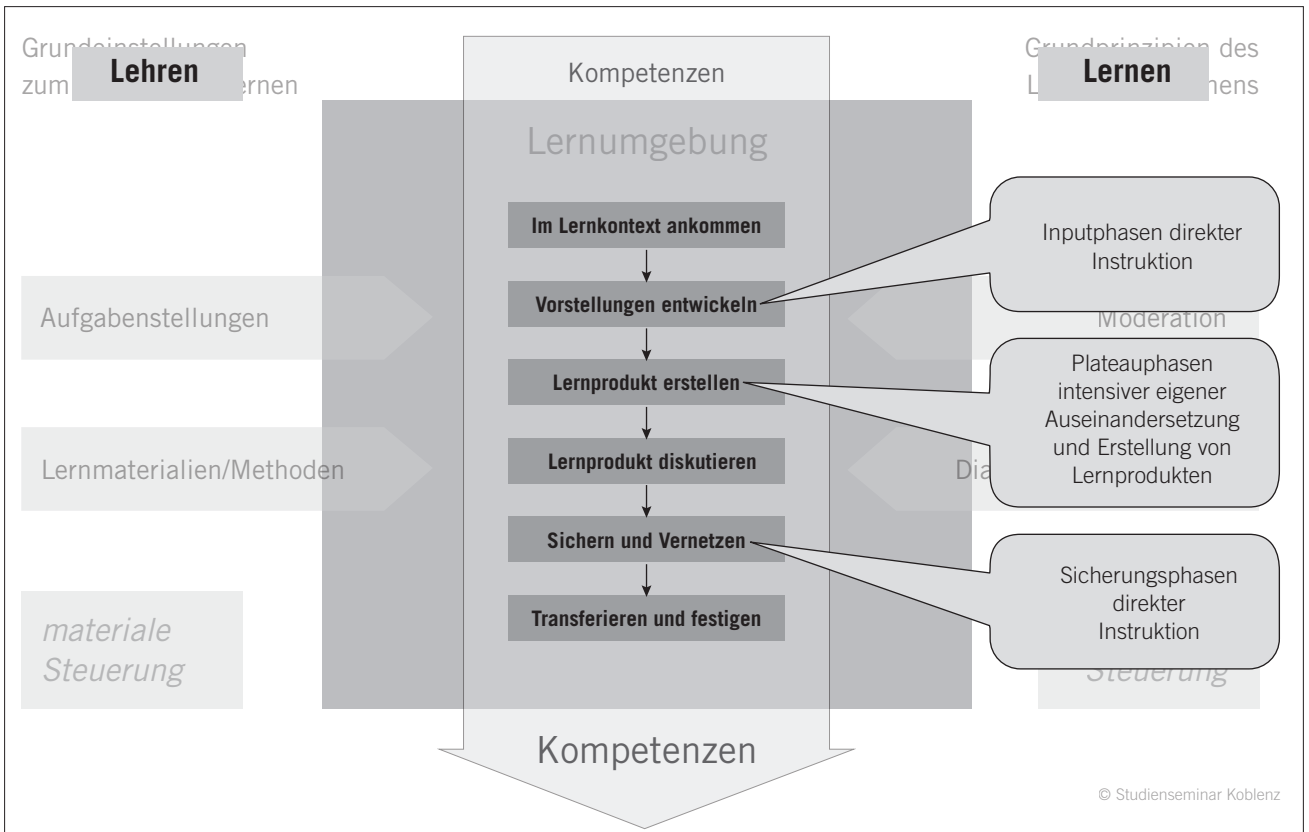 Grundeinstellungen
zum ernen
Lehren
Kompetenzen
Grundprinzipien des
L nens
Lernen
Lernumgebung
Im Lernkontext ankommen
Vorstellungen entwickeln
Lernprodukt erstellen
Lernprodukt diskutieren
Sichern und Vernetzen
Transferieren und festigen
Inputphasen direkter
Instruktion
Aufgabenstellungen
Moderation
Plateauphasen
intensiver eigener
Auseinandersetzung
und Erstellung von
Lernprodukten
Lernmaterialien/Methoden
Dia
Sicherungsphasen
direkter
Instruktion
materiale
Steuerung
Steuerung
Kompetenzen
© Studienseminar Koblenz